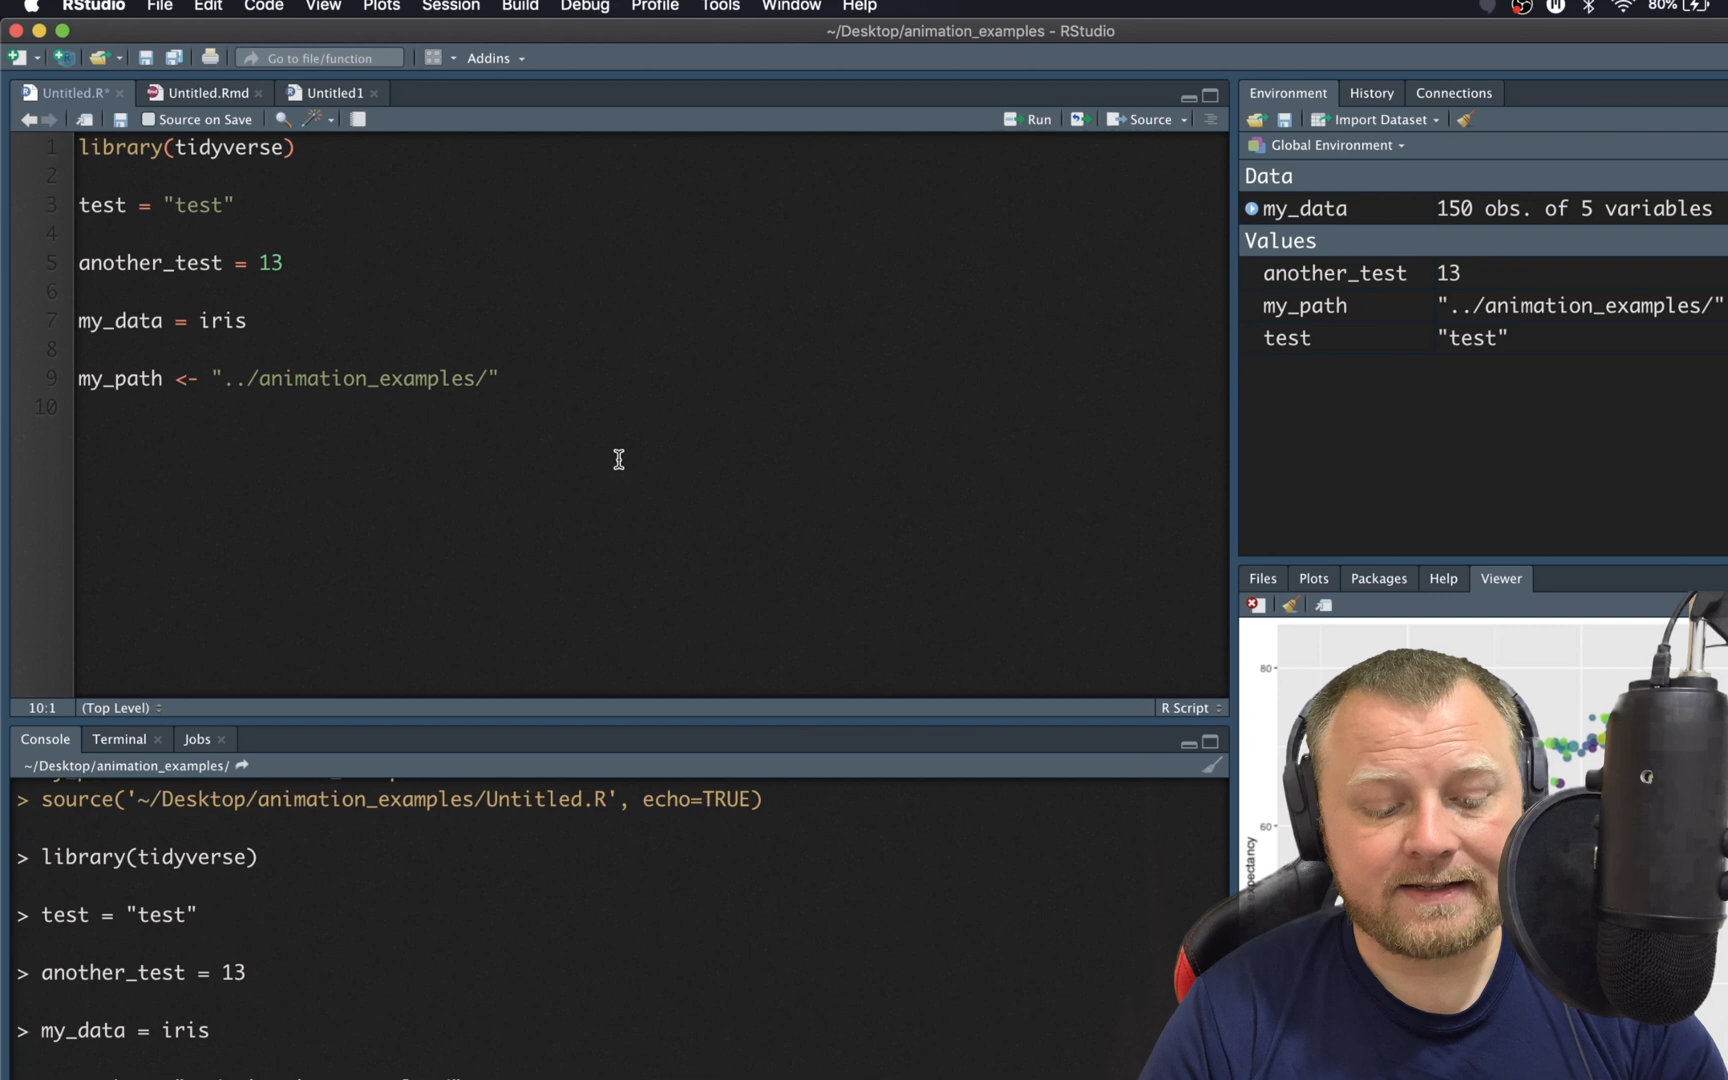 RStudio File Edit Code View Plots Session Build Debug Profile Tools Window Help 80%
~/Desktop/animation_examples - RStudio
Go to file/function Addins
Untitled.R* Untitled.Rmd Untitled1
Source on Save Run Source
1 library(tidyverse)
2
3 test = "test"
4
5 another_test = 13
6
7 my_data = iris
8
9 my_path <- "../animation_examples/"
10
10:1 (Top Level) R Script
Console Terminal Jobs
~/Desktop/animation_examples/
> source('~/Desktop/animation_examples/Untitled.R', echo=TRUE)
> library(tidyverse)
> test = "test"
> another_test = 13
> my_data = iris
Environment History Connections
Import Dataset
Global Environment
Data
my_data 150 obs. of 5 variables
Values
another_test 13
my_path "../animation_examples/"
test "test"
Files Plots Packages Help Viewer
80
60
expectancy